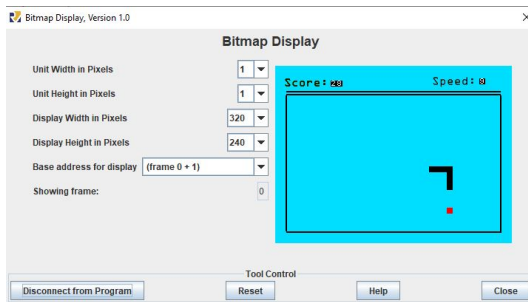 Bitmap Display, Version 1.0
Bitmap Display
Unit Width in Pixels 1
Unit Height in Pixels 1
Display Width in Pixels 320
Display Height in Pixels 240
Base address for display (frame 0 + 1)
Showing frame: 0
Score: Speed:
Tool Control
Disconnect from Program Reset Help Close